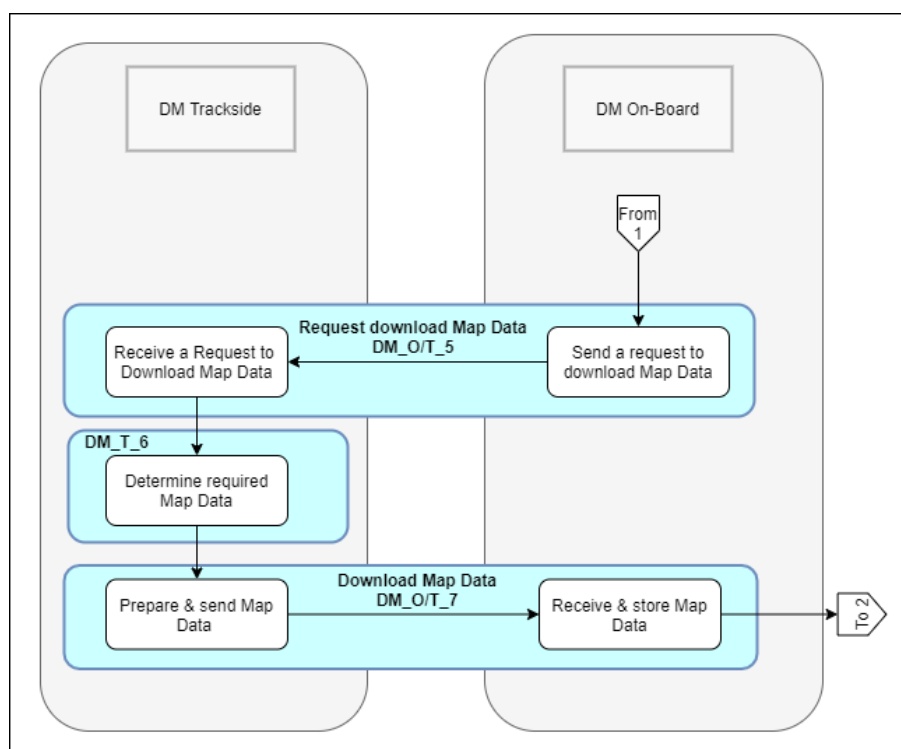 DM Trackside
DM On-Board
From
1
Request download Map Data
DM_O/T_5
Receive a Request to
Download Map Data
Send a request to
download Map Data
DM_T_6
Determine required
Map Data
Download Map Data
DM_O/T_7
Prepare & send Map
Data
Receive & store Map
Data
To 2